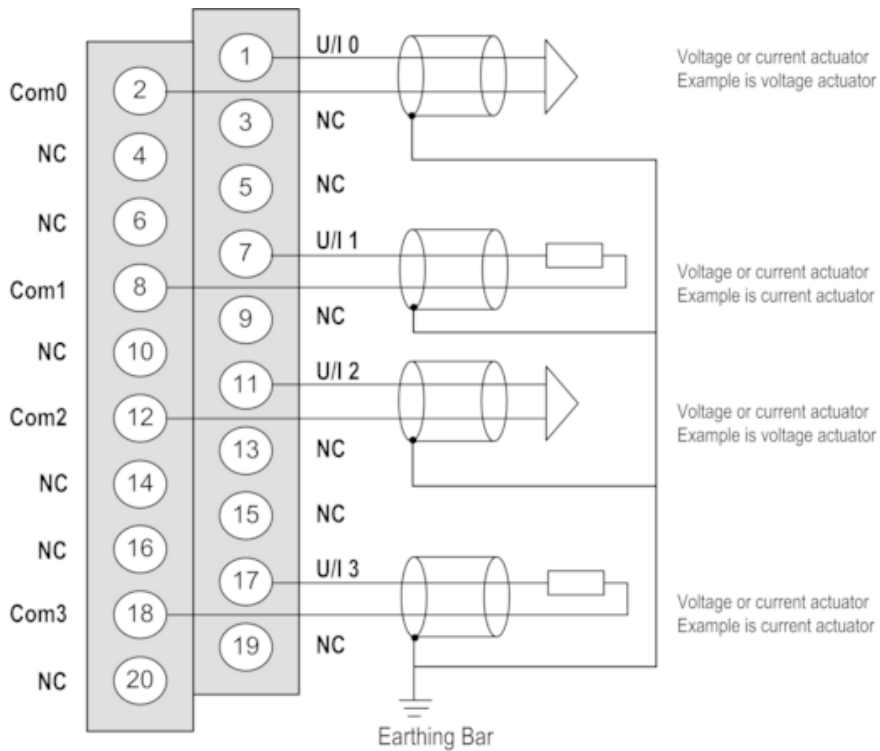 1
U/I 0
Voltage or current actuator
Example is voltage actuator
Com0
2
3
NC
NC
4
5
NC
NC
6
7
U/I 1
Voltage or current actuator
Example is current actuator
Com1
8
9
NC
NC
10
11
U/I 2
Voltage or current actuator
Example is voltage actuator
Com2
12
13
NC
NC
14
15
NC
NC
16
17
U/I 3
Voltage or current actuator
Example is current actuator
Com3
18
19
NC
NC
20
Earthing Bar